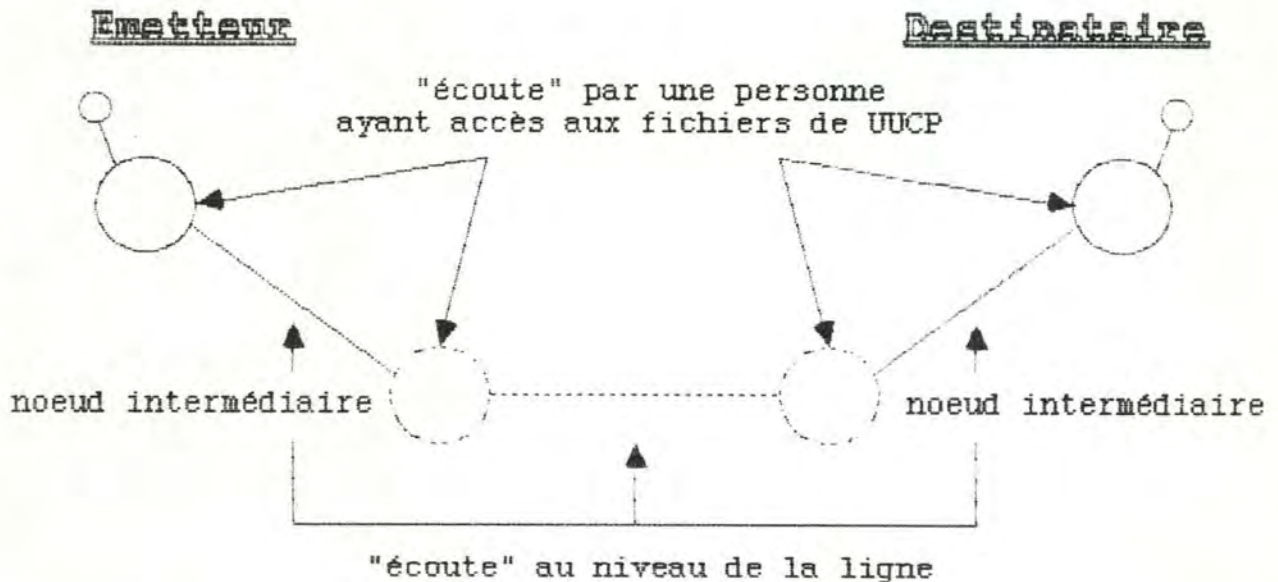 Emetteur
Destinataire
"écoute" par une personne
ayant accès aux fichiers de UUCP
noeud intermédiaire
noeud intermédiaire
"écoute" au niveau de la ligne